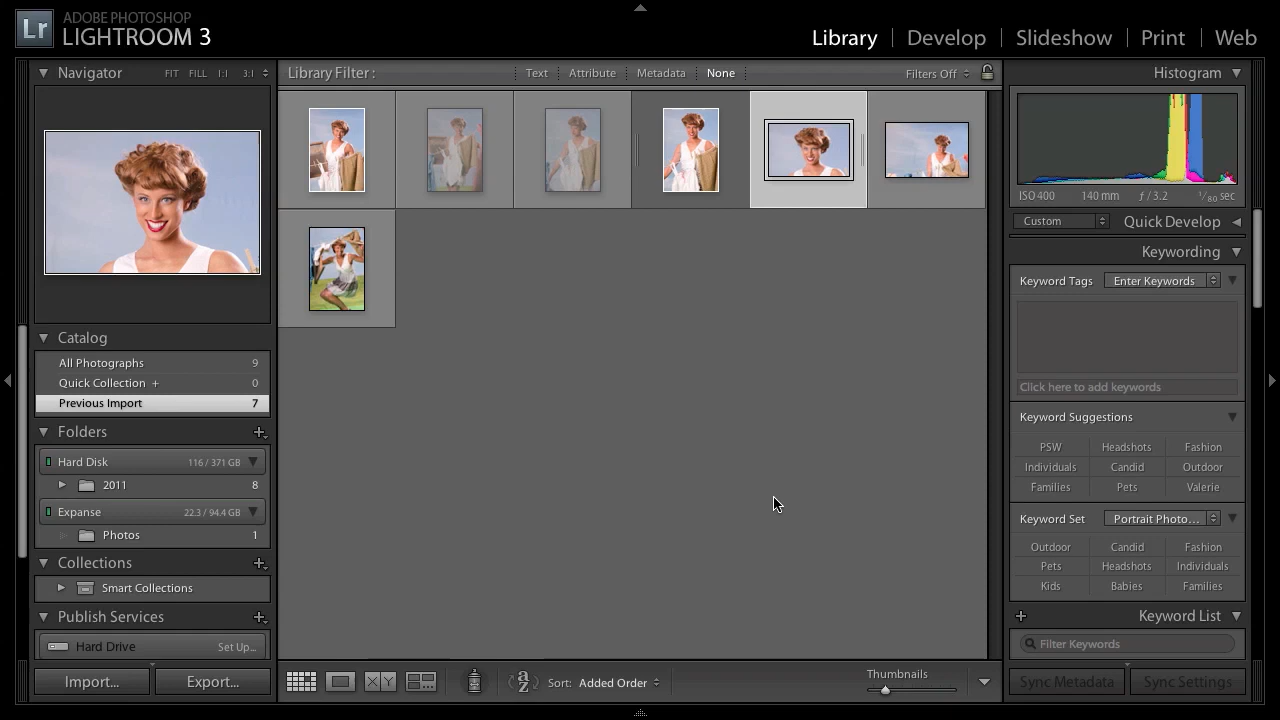 Lr ADOBE PHOTOSHOP
LIGHTROOM 3
Library | Develop | Slideshow | Print | Web
Navigator FIT FILL 1:1 3:1
Library Filter : Text Attribute Metadata None Filters Off
Histogram
ISO 400 140 mm ƒ / 3.2 1/80 sec
Custom Quick Develop
Keywording
Keyword Tags Enter Keywords
Click here to add keywords
Keyword Suggestions
PSW Headshots Fashion
Individuals Candid Outdoor
Families Pets Valerie
Keyword Set Portrait Photo...
Outdoor Candid Fashion
Pets Headshots Individuals
Kids Babies Families
+ Keyword List
Filter Keywords
Sync Metadata Sync Settings
Catalog
All Photographs 9
Quick Collection + 0
Previous Import 7
Folders +
Hard Disk 116 / 371 GB
2011 8
Expanse 22.3 / 94.4 GB
Photos 1
Collections +
Smart Collections
Publish Services +
Hard Drive Set Up...
Import... Export...
X Y a z Sort: Added Order Thumbnails